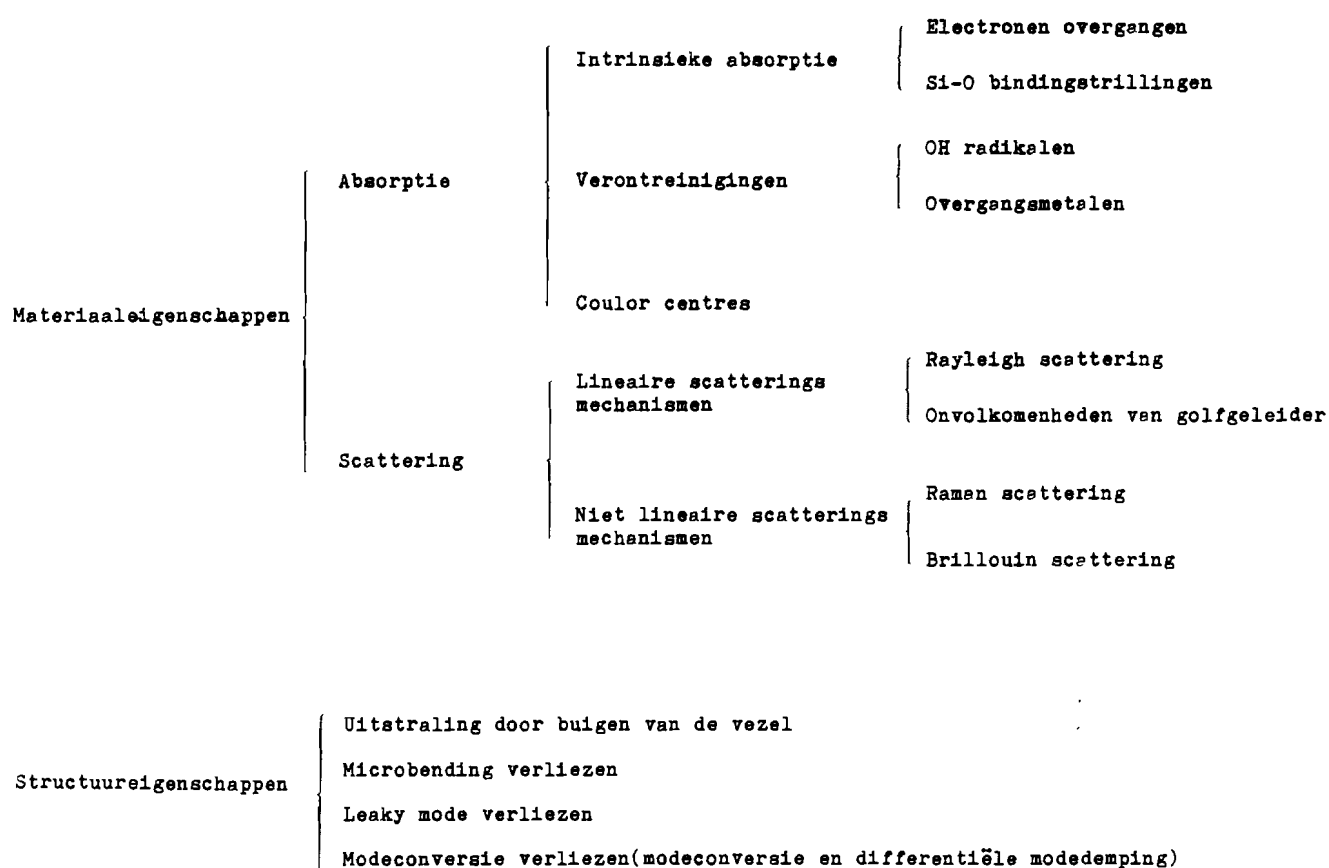 Electronen overgangen
Intrinsieke absorptie
Si-O bindingstrillingen
OH radikalen
Absorptie
Verontreinigingen
Overgangsmetalen
Coulor centres
Materiaaleigenschappen
Rayleigh scattering
Lineaire scatterings
mechanismen
Onvolkomenheden van golfgeleider
Scattering
Raman scattering
Niet lineaire scatterings
mechanismen
Brillouin scattering
Uitstraling door buigen van de vezel
Microbending verliezen
Structuureigenschappen
Leaky mode verliezen
Modeconversie verliezen(modeconversie en differentiële modedemping)